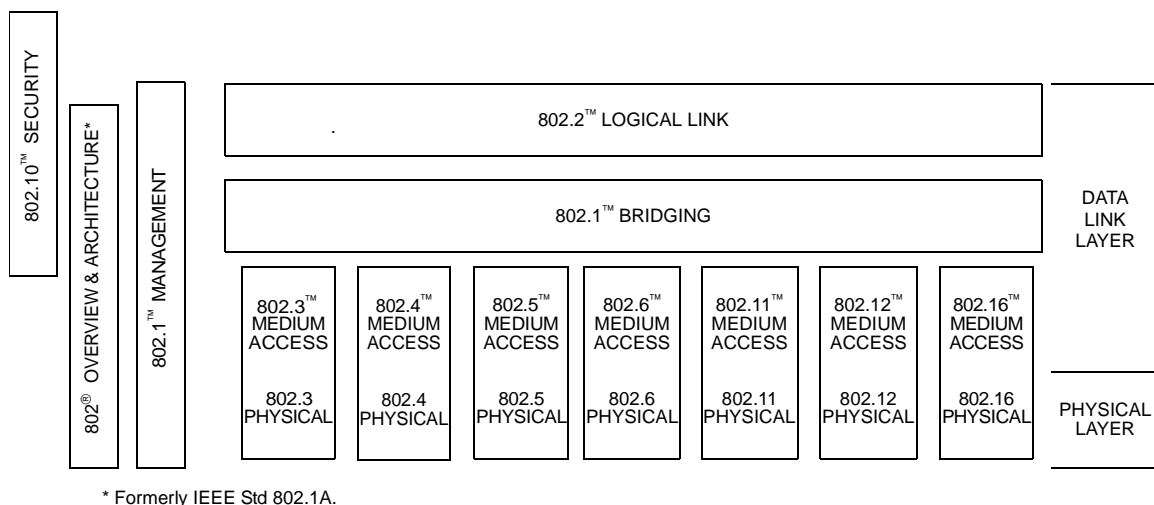 802.10™ SECURITY
802® OVERVIEW & ARCHITECTURE*
802.1™ MANAGEMENT
802.2™ LOGICAL LINK
802.1™ BRIDGING
802.3™
MEDIUM
ACCESS
802.3
PHYSICAL
802.4™
MEDIUM
ACCESS
802.4
PHYSICAL
802.5™
MEDIUM
ACCESS
802.5
PHYSICAL
802.6™
MEDIUM
ACCESS
802.6
PHYSICAL
802.11™
MEDIUM
ACCESS
802.11
PHYSICAL
802.12™
MEDIUM
ACCESS
802.12
PHYSICAL
802.16™
MEDIUM
ACCESS
802.16
PHYSICAL
DATA
LINK
LAYER
PHYSICAL
LAYER
* Formerly IEEE Std 802.1A.